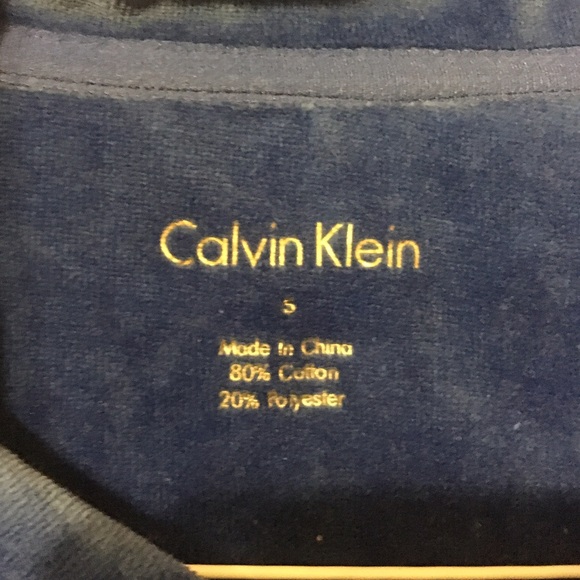 Calvin Klein
S
Made In China
80% Cotton
20% Polyester